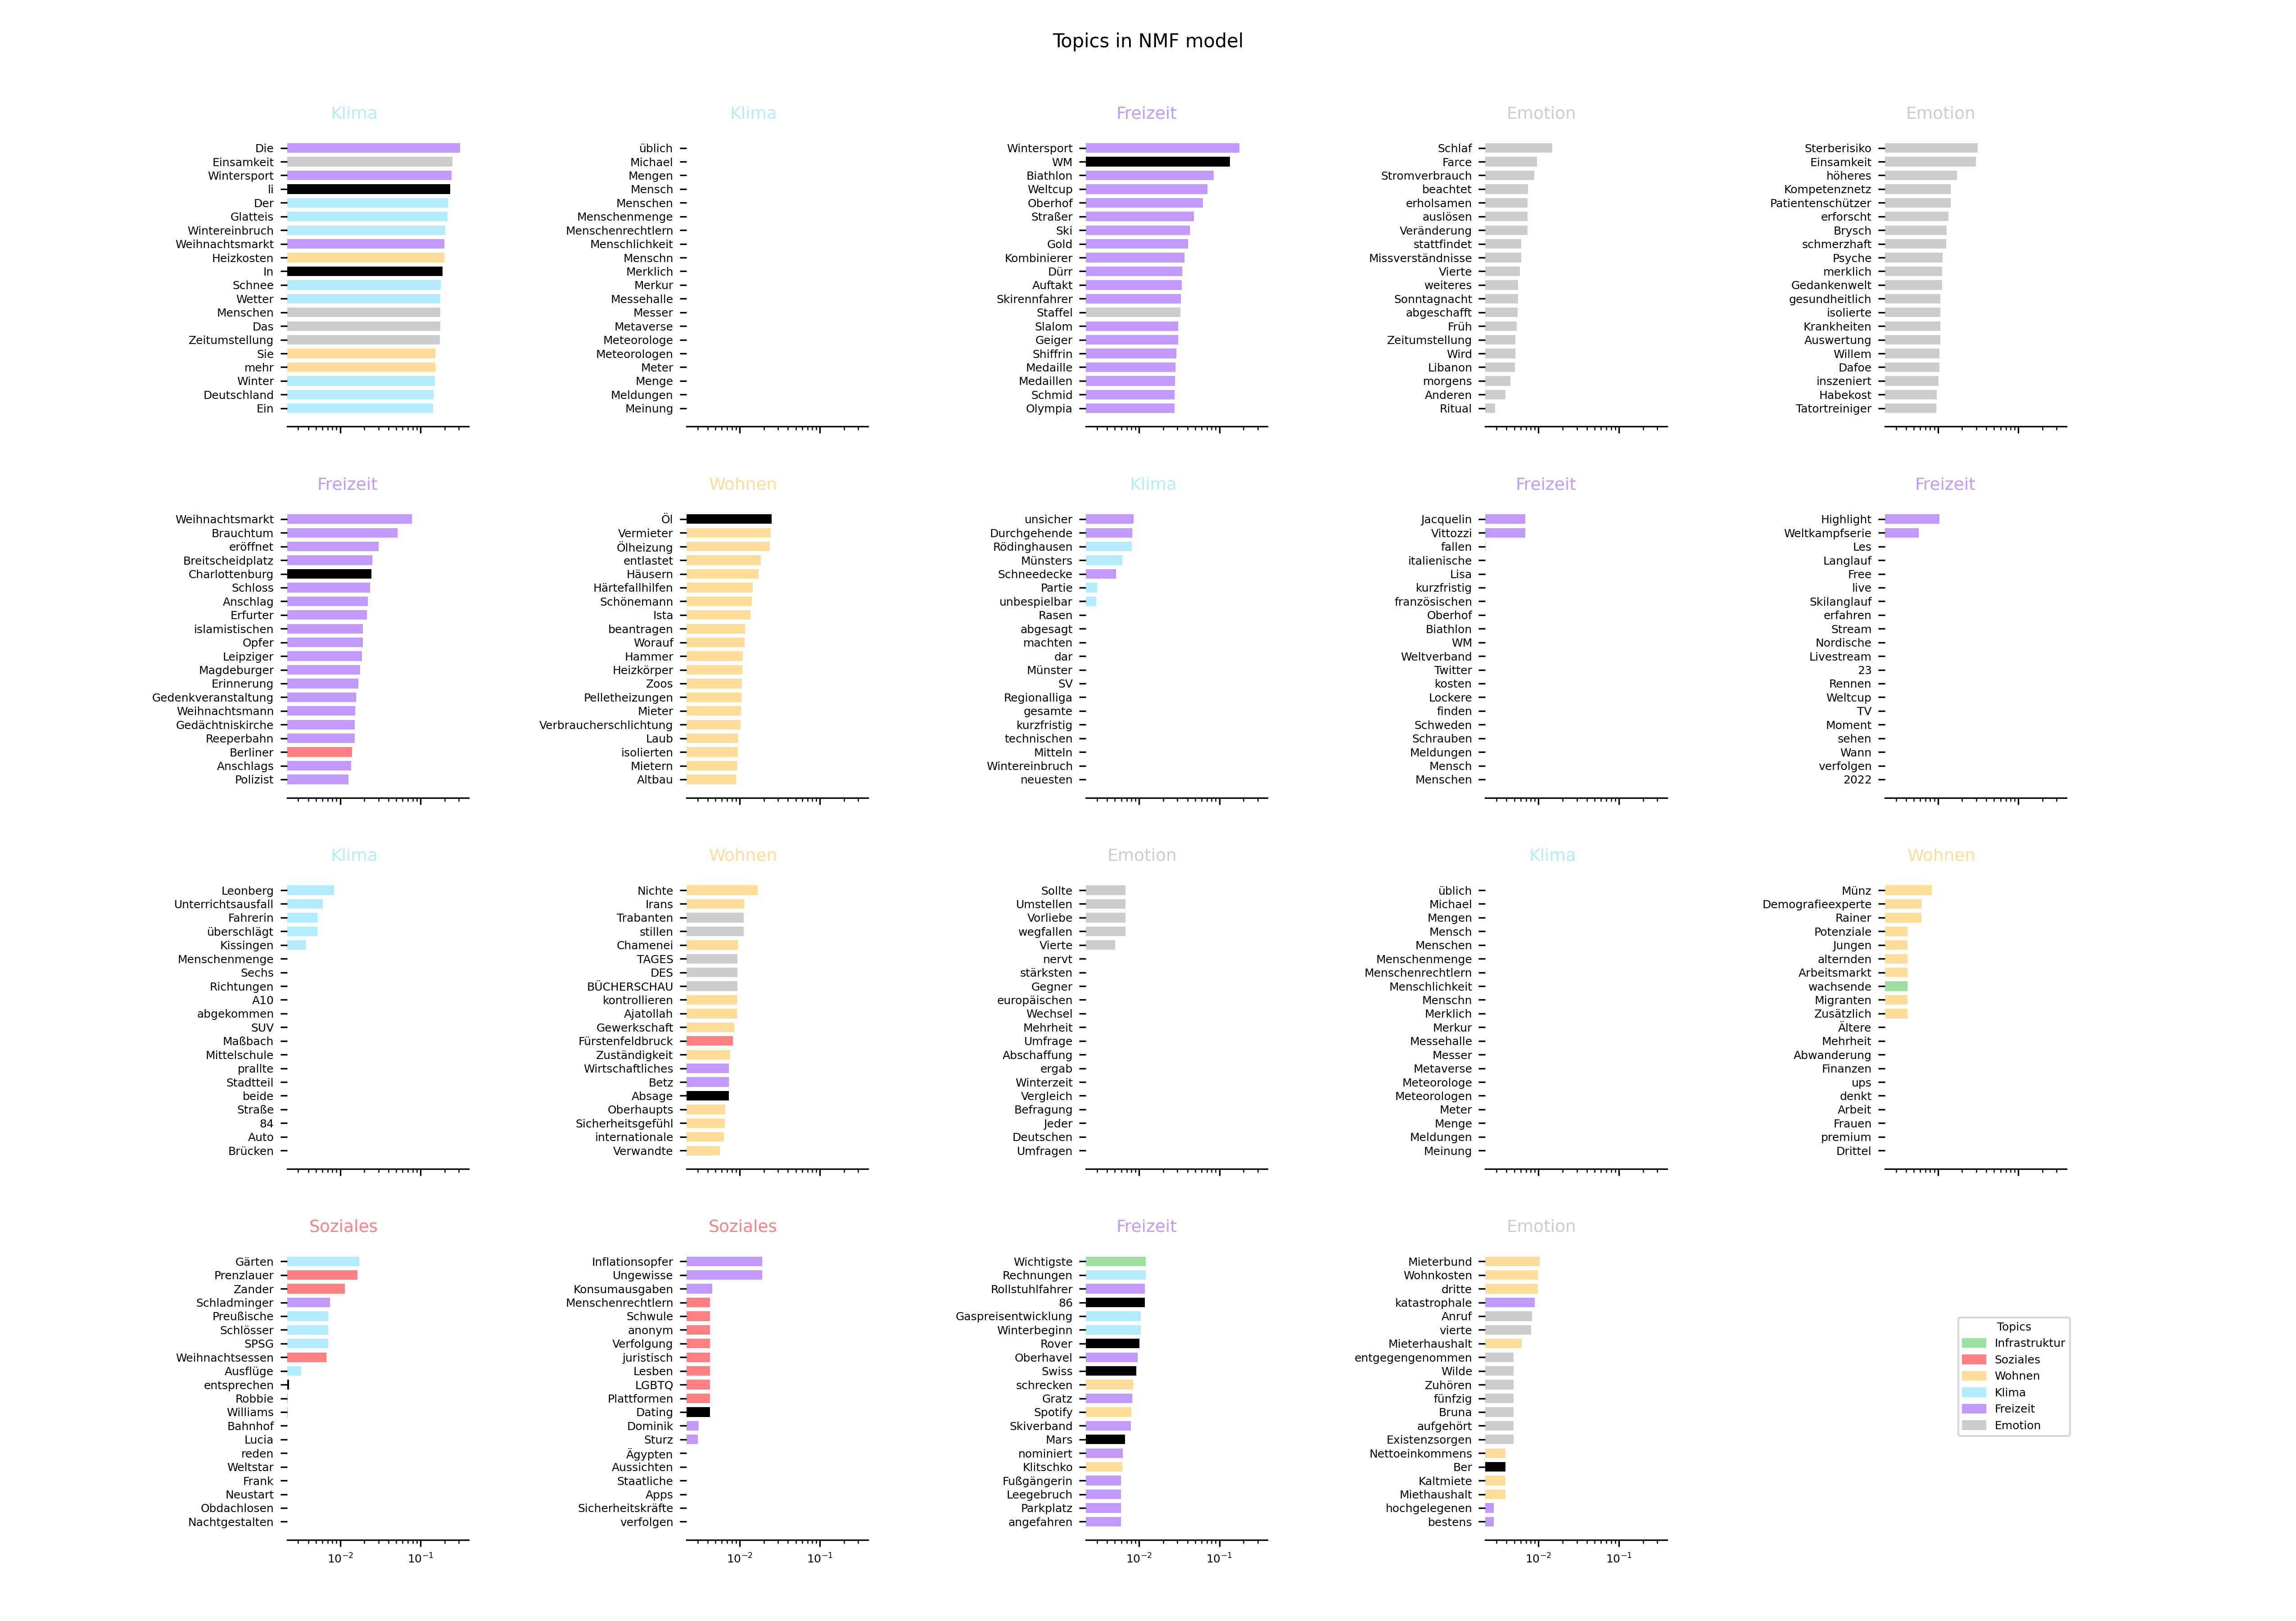 Topics in NMF model
Klima
Die
Einsamkeit
Wintersport
li
Der
Glatteis
Wintereinbruch
Weihnachtsmarkt
Heizkosten
In
Schnee
Wetter
Menschen
Das
Zeitumstellung
Sie
mehr
Winter
Deutschland
Ein
Klima
üblich
Michael
Mengen
Mensch
Menschen
Menschenmenge
Menschenrechtlern
Menschlichkeit
Menschn
Merklich
Merkur
Messehalle
Messer
Metaverse
Meteorologe
Meteorologen
Meter
Menge
Meldungen
Meinung
Freizeit
Wintersport
WM
Biathlon
Weltcup
Oberhof
Straßer
Ski
Gold
Kombinierer
Dürr
Auftakt
Skirennfahrer
Staffel
Slalom
Geiger
Shiffrin
Medaille
Medaillen
Schmid
Olympia
Emotion
Schlaf
Farce
Stromverbrauch
beachtet
erholsamen
auslösen
Veränderung
stattfindet
Missverständnisse
Vierte
weiteres
Sonntagnacht
abgeschafft
Früh
Zeitumstellung
Wird
Libanon
morgens
Anderen
Ritual
Emotion
Sterberisiko
Einsamkeit
höheres
Kompetenznetz
Patientenschützer
erforscht
Brysch
schmerzhaft
Psyche
merklich
Gedankenwelt
gesundheitlich
isolierte
Krankheiten
Auswertung
Willem
Dafoe
inszeniert
Habekost
Tatortreiniger
Freizeit
Weihnachtsmarkt
Brauchtum
eröffnet
Breitscheidplatz
Charlottenburg
Schloss
Anschlag
Erfurter
islamistischen
Opfer
Leipziger
Magdeburger
Erinnerung
Gedenkveranstaltung
Weihnachtsmann
Gedächtniskirche
Reeperbahn
Berliner
Anschlags
Polizist
Wohnen
Öl
Vermieter
Ölheizung
entlastet
Häusern
Härtefallhilfen
Schönemann
Ista
beantragen
Worauf
Hammer
Heizkörper
Zoos
Pelletheizungen
Mieter
Verbraucherschlichtung
Laub
isolierten
Mietern
Altbau
Klima
unsicher
Durchgehende
Rödinghausen
Münsters
Schneedecke
Partie
unbespielbar
Rasen
abgesagt
machten
dar
Münster
SV
Regionalliga
gesamte
kurzfristig
technischen
Mitteln
Wintereinbruch
neuesten
Freizeit
Jacquelin
Vittozzi
fallen
italienische
Lisa
kurzfristig
französischen
Oberhof
Biathlon
WM
Weltverband
Twitter
kosten
Lockere
finden
Schweden
Schrauben
Meldungen
Mensch
Menschen
Freizeit
Highlight
Weltkampfserie
Les
Langlauf
Free
live
Skilanglauf
erfahren
Stream
Nordische
Livestream
23
Rennen
Weltcup
TV
Moment
sehen
Wann
verfolgen
2022
Klima
Leonberg
Unterrichtsausfall
Fahrerin
überschlägt
Kissingen
Menschenmenge
Sechs
Richtungen
A10
abgekommen
SUV
Maßbach
Mittelschule
prallte
Stadtteil
beide
Straße
84
Auto
Brücken
Wohnen
Nichte
Irans
Trabanten
stillen
Chamenei
TAGES
DES
BÜCHERSCHAU
kontrollieren
Ajatollah
Gewerkschaft
Fürstenfeldbruck
Zuständigkeit
Wirtschaftliches
Betz
Absage
Oberhaupts
Sicherheitsgefühl
internationale
Verwandte
Emotion
Sollte
Umstellen
Vorliebe
wegfallen
Vierte
nervt
stärksten
Gegner
europäischen
Wechsel
Mehrheit
Umfrage
Abschaffung
ergab
Winterzeit
Vergleich
Befragung
Jeder
Deutschen
Umfragen
Klima
üblich
Michael
Mengen
Mensch
Menschen
Menschenmenge
Menschenrechtlern
Menschlichkeit
Menschn
Merklich
Merkur
Messehalle
Messer
Metaverse
Meteorologe
Meteorologen
Meter
Menge
Meldungen
Meinung
Wohnen
Münz
Demografieexperte
Rainer
Potenziale
Jungen
alternden
Arbeitsmarkt
wachsende
Migranten
Zusätzlich
Ältere
Mehrheit
Abwanderung
Finanzen
ups
denkt
Arbeit
Frauen
premium
Drittel
Soziales
Gärten
Prenzlauer
Zander
Schladminger
Preußische
Schlösser
SPSG
Weihnachtsessen
Ausflüge
entsprechen
Robbie
Williams
Bahnhof
Lucia
reden
Weltstar
Frank
Neustart
Obdachlosen
Nachtgestalten
10⁻² 10⁻¹
Soziales
Inflationsopfer
Ungewisse
Konsumausgaben
Menschenrechtlern
Schwule
anonym
Verfolgung
juristisch
Lesben
LGBTQ
Plattformen
Dating
Dominik
Sturz
Ägypten
Aussichten
Staatliche
Apps
Sicherheitskräfte
verfolgen
10⁻² 10⁻¹
Freizeit
Wichtigste
Rechnungen
Rollstuhlfahrer
86
Gaspreisentwicklung
Winterbeginn
Rover
Oberhavel
Swiss
schrecken
Gratz
Spotify
Skiverband
Mars
nominiert
Klitschko
Fußgängerin
Leegebruch
Parkplatz
angefahren
10⁻² 10⁻¹
Emotion
Mieterbund
Wohnkosten
dritte
katastrophale
Anruf
vierte
Mieterhaushalt
entgegengenommen
Wilde
Zuhören
fünfzig
Bruna
aufgehört
Existenzsorgen
Nettoeinkommens
Ber
Kaltmiete
Miethaushalt
hochgelegenen
bestens
10⁻² 10⁻¹
Topics
Infrastruktur
Soziales
Wohnen
Klima
Freizeit
Emotion